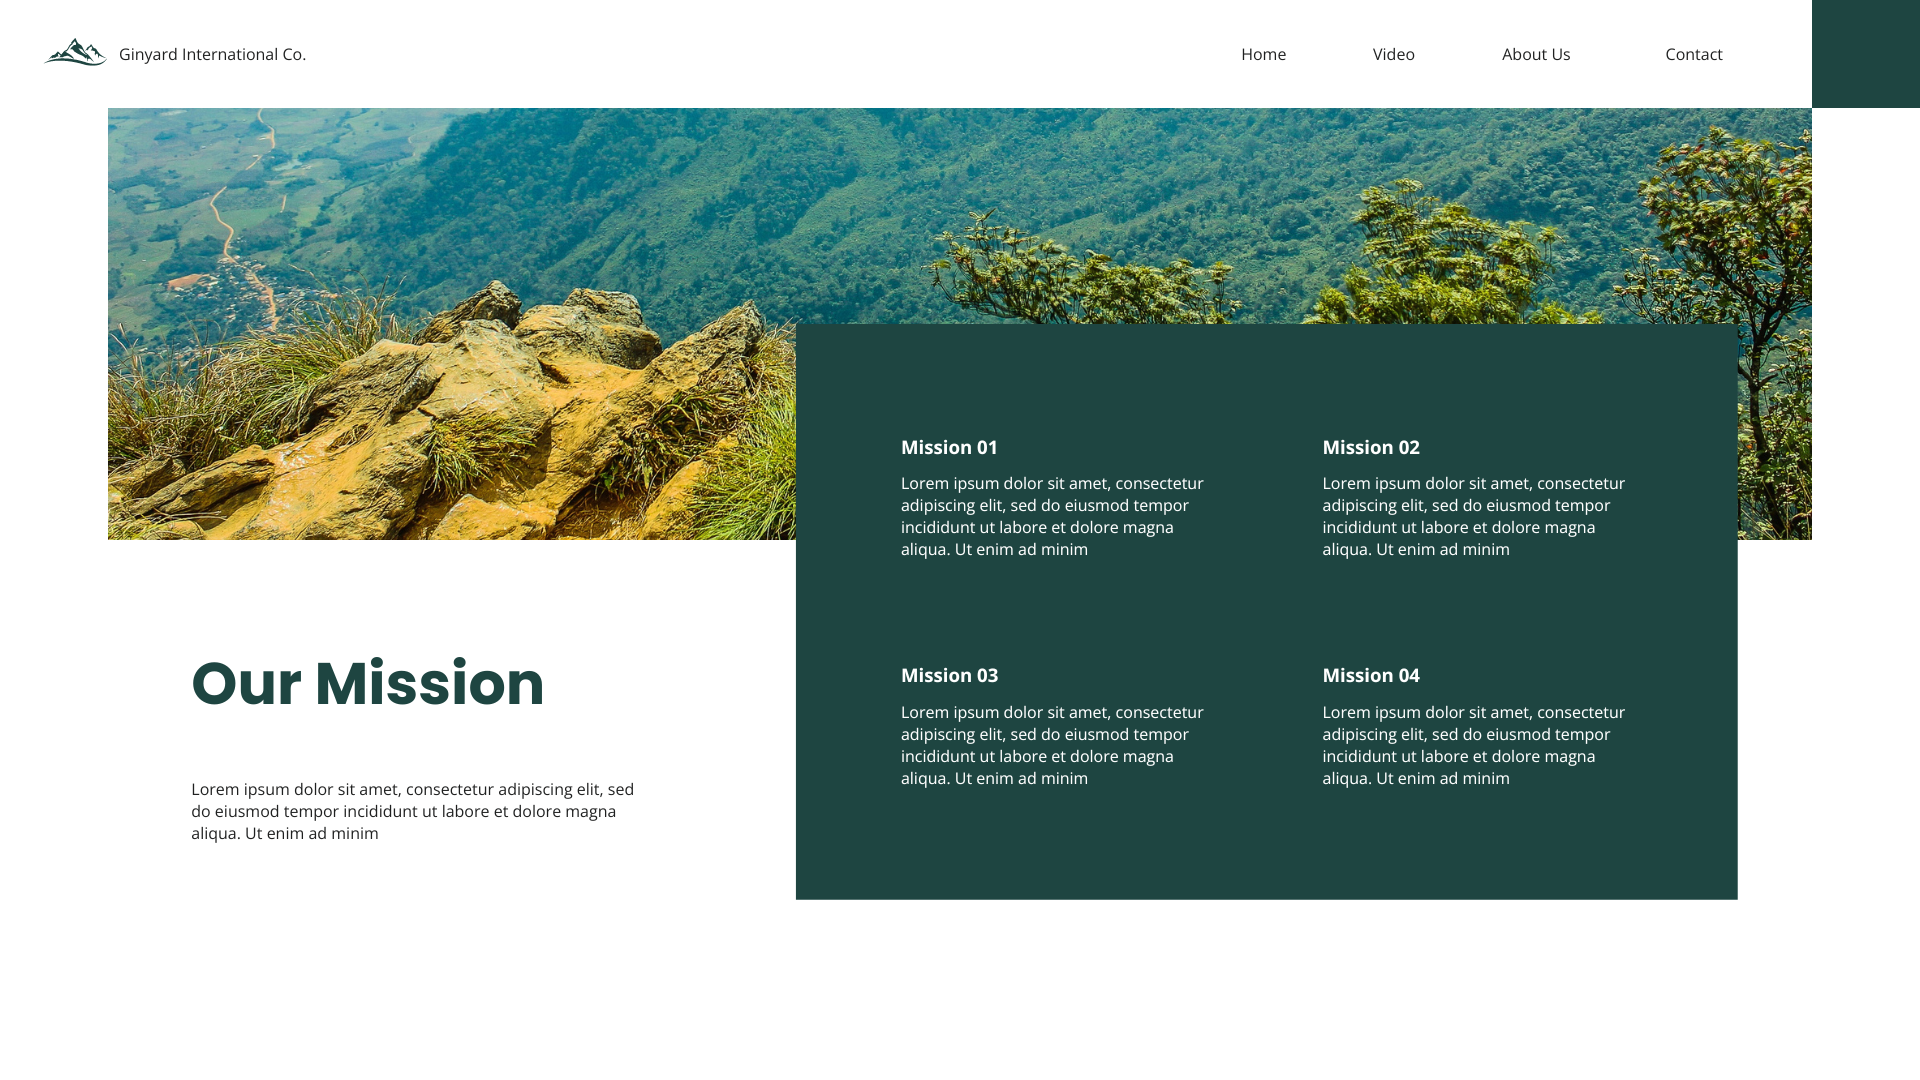 Ginyard International Co.
Home
Video
About Us
Contact
Mission 01
Lorem ipsum dolor sit amet, consectetur
adipiscing elit, sed do eiusmod tempor
incididunt ut labore et dolore magna
aliqua. Ut enim ad minim
Mission 02
Lorem ipsum dolor sit amet, consectetur
adipiscing elit, sed do eiusmod tempor
incididunt ut labore et dolore magna
aliqua. Ut enim ad minim
Mission 03
Lorem ipsum dolor sit amet, consectetur
adipiscing elit, sed do eiusmod tempor
incididunt ut labore et dolore magna
aliqua. Ut enim ad minim
Mission 04
Lorem ipsum dolor sit amet, consectetur
adipiscing elit, sed do eiusmod tempor
incididunt ut labore et dolore magna
aliqua. Ut enim ad minim
Our Mission
Lorem ipsum dolor sit amet, consectetur adipiscing elit, sed
do eiusmod tempor incididunt ut labore et dolore magna
aliqua. Ut enim ad minim